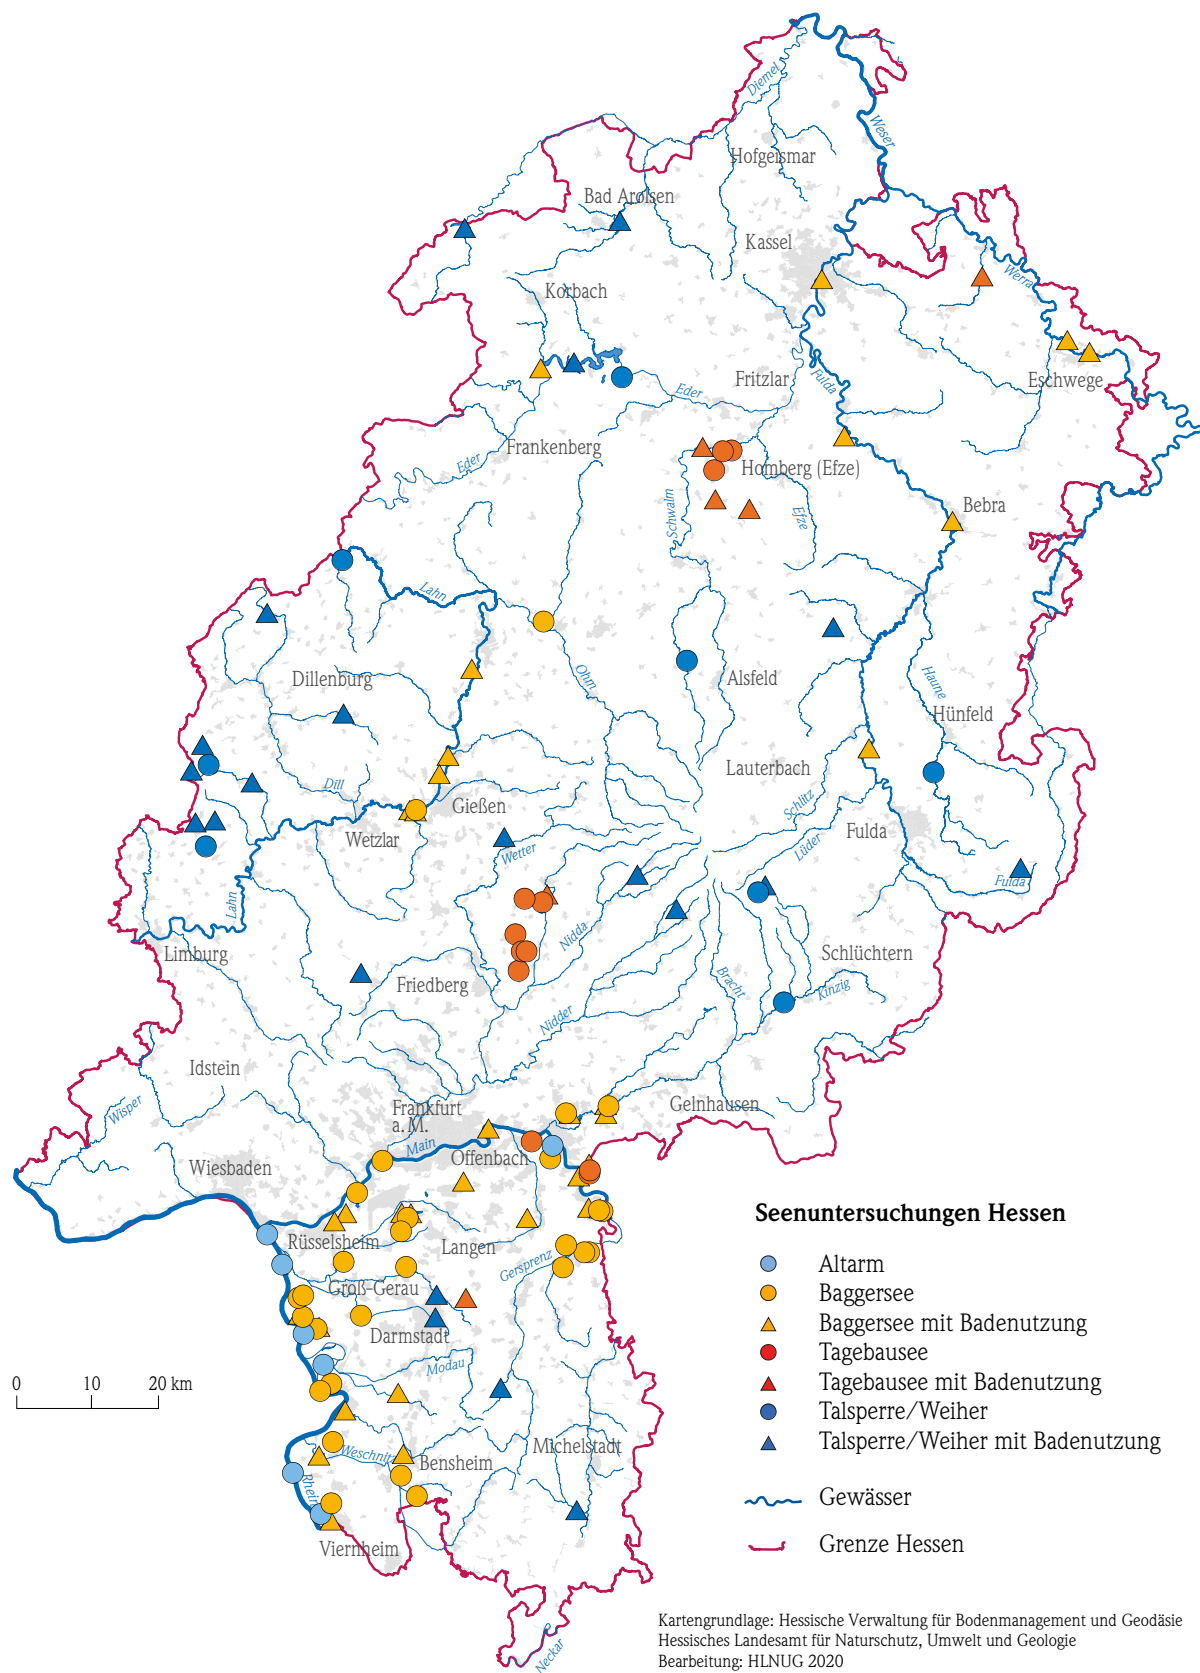 Diemel
Weser
Hofgeismar
Bad Arolsen
Kassel
Werra
Korbach
Eschwege
Fritzlar
Fulda
Eder
Frankenberg
Eder
Homberg (Efze)
Schwalm
Efze
Bebra
Lahn
Ohm
Dillenburg
Alsfeld
Haune
Hünfeld
Lauterbach
Dill
Gießen
Schlitz
Wetzlar
Fulda
Wetter
Lüder
Fulda
Lahn
Nidda
Limburg
Schlüchtern
Friedberg
Bracht
Kinzig
Nidder
Idstein
Wisper
Frankfurt
a. M.
Gelnhausen
Main
Offenbach
Wiesbaden
Rüsselsheim
Langen
Gersprenz
Groß-Gerau
Darmstadt
Modau
Michelstadt
Weschnitz
Bensheim
Rhein
Viernheim
Neckar
0 10 20 km
Seenuntersuchungen Hessen
Altarm
Baggersee
Baggersee mit Badenutzung
Tagebausee
Tagebausee mit Badenutzung
Talsperre/Weiher
Talsperre/Weiher mit Badenutzung
Gewässer
Grenze Hessen
Kartengrundlage: Hessische Verwaltung für Bodenmanagement und Geodäsie
Hessisches Landesamt für Naturschutz, Umwelt und Geologie
Bearbeitung: HLNUG 2020